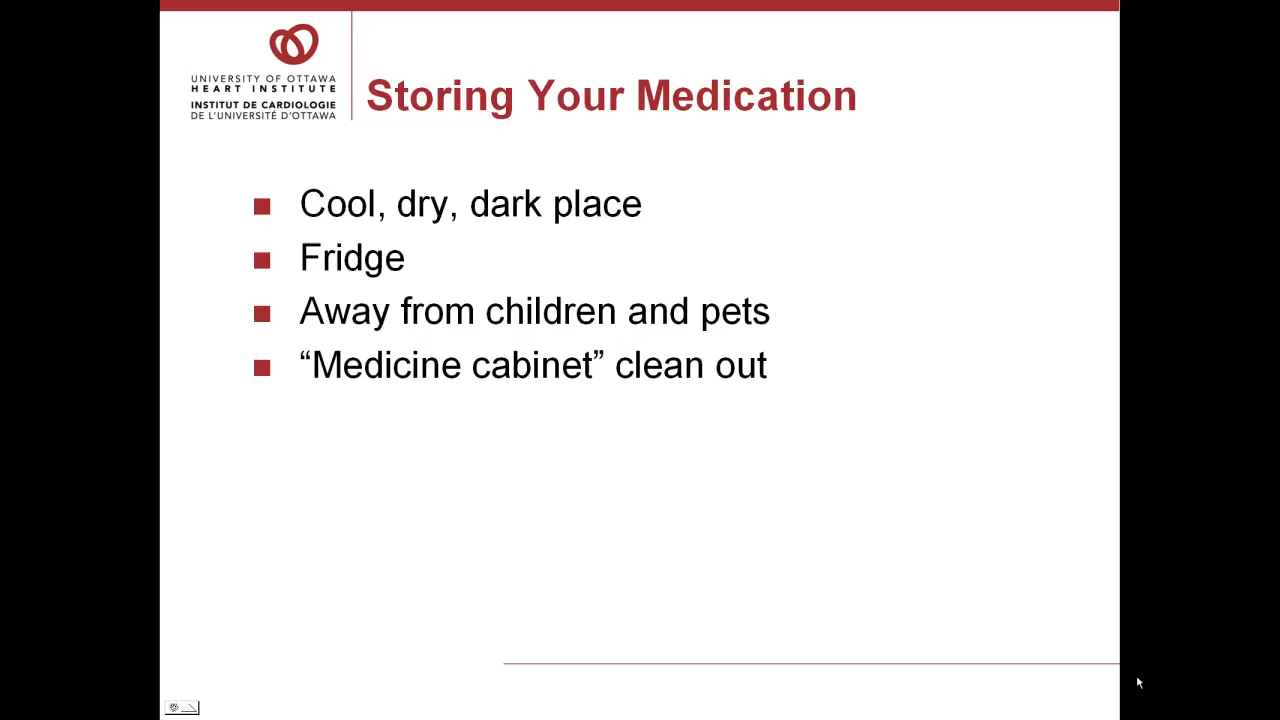 UNIVERSITY OF OTTAWA
HEART INSTITUTE
INSTITUT DE CARDIOLOGIE
DE L'UNIVERSITÉ D'OTTAWA
Storing Your Medication
Cool, dry, dark place
Fridge
Away from children and pets
“Medicine cabinet” clean out